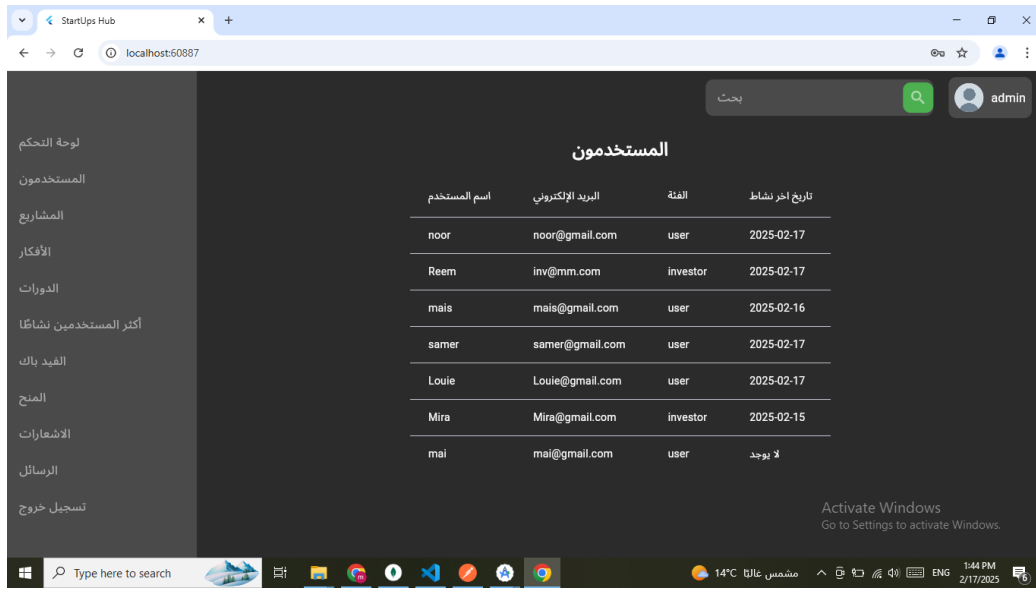 StartUps Hub
localhost:60887
بحث
admin
لوحة التحكم
المستخدمون
المشاريع
الأفكار
الدورات
أكثر المستخدمين نشاطًا
الفيد باك
المنح
الاشعارات
الرسائل
تسجيل خروج
المستخدمون
اسم المستخدم البريد الإلكتروني الفئة تاريخ اخر نشاط
noor noor@gmail.com user 2025-02-17
Reem inv@mm.com investor 2025-02-17
mais mais@gmail.com user 2025-02-16
samer samer@gmail.com user 2025-02-17
Louie Louie@gmail.com user 2025-02-17
Mira Mira@gmail.com investor 2025-02-15
mai mai@gmail.com user لا يوجد
Activate Windows
Go to Settings to activate Windows.
Type here to search
14°C مشمس غالبًا
ENG
1:44 PM
2/17/2025
6